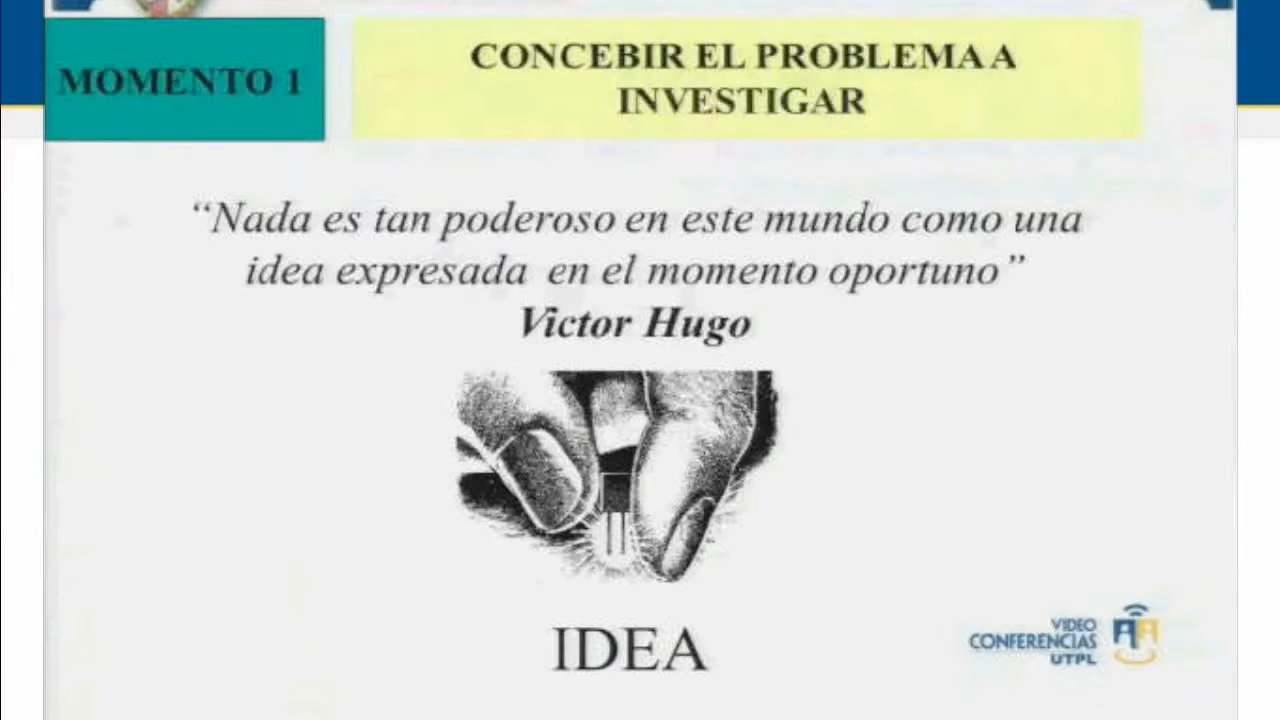 MOMENTO 1
CONCEBIR EL PROBLEMA A
INVESTIGAR
“Nada es tan poderoso en este mundo como una
idea expresada en el momento oportuno”
Victor Hugo
IDEA
VIDEO
CONFERENCIAS
UTPL